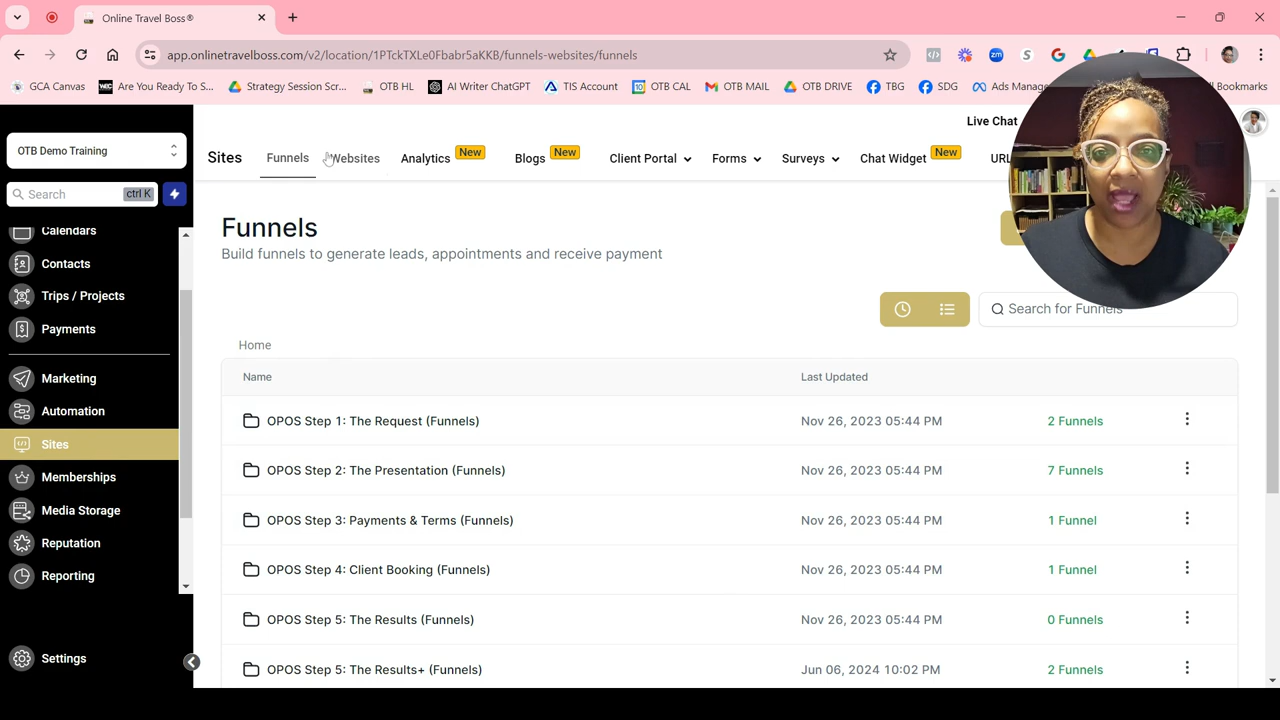 Online Travel Boss®
app.onlinetravelboss.com/v2/location/1PTckTXLe0Fbabr5aKKB/funnels-websites/funnels
GCA Canvas
Are You Ready To S...
Strategy Session Scr...
OTB HL
AI Writer ChatGPT
TIS Account
OTB CAL
OTB MAIL
OTB DRIVE
TBG
SDG
Ads Manage
Bookmarks
Live Chat
OTB Demo Training
Sites
Funnels
Websites
Analytics
New
Blogs
New
Client Portal
Forms
Surveys
Chat Widget
New
URL
Search
ctrl K
Calendars
Contacts
Trips / Projects
Payments
Marketing
Automation
Sites
Memberships
Media Storage
Reputation
Reporting
Settings
Funnels
Build funnels to generate leads, appointments and receive payment
Search for Funnels
Home
Name
Last Updated
OPOS Step 1: The Request (Funnels)
Nov 26, 2023 05:44 PM
2 Funnels
OPOS Step 2: The Presentation (Funnels)
Nov 26, 2023 05:44 PM
7 Funnels
OPOS Step 3: Payments & Terms (Funnels)
Nov 26, 2023 05:44 PM
1 Funnel
OPOS Step 4: Client Booking (Funnels)
Nov 26, 2023 05:44 PM
1 Funnel
OPOS Step 5: The Results (Funnels)
Nov 26, 2023 05:44 PM
0 Funnels
OPOS Step 5: The Results+ (Funnels)
Jun 06, 2024 10:02 PM
2 Funnels